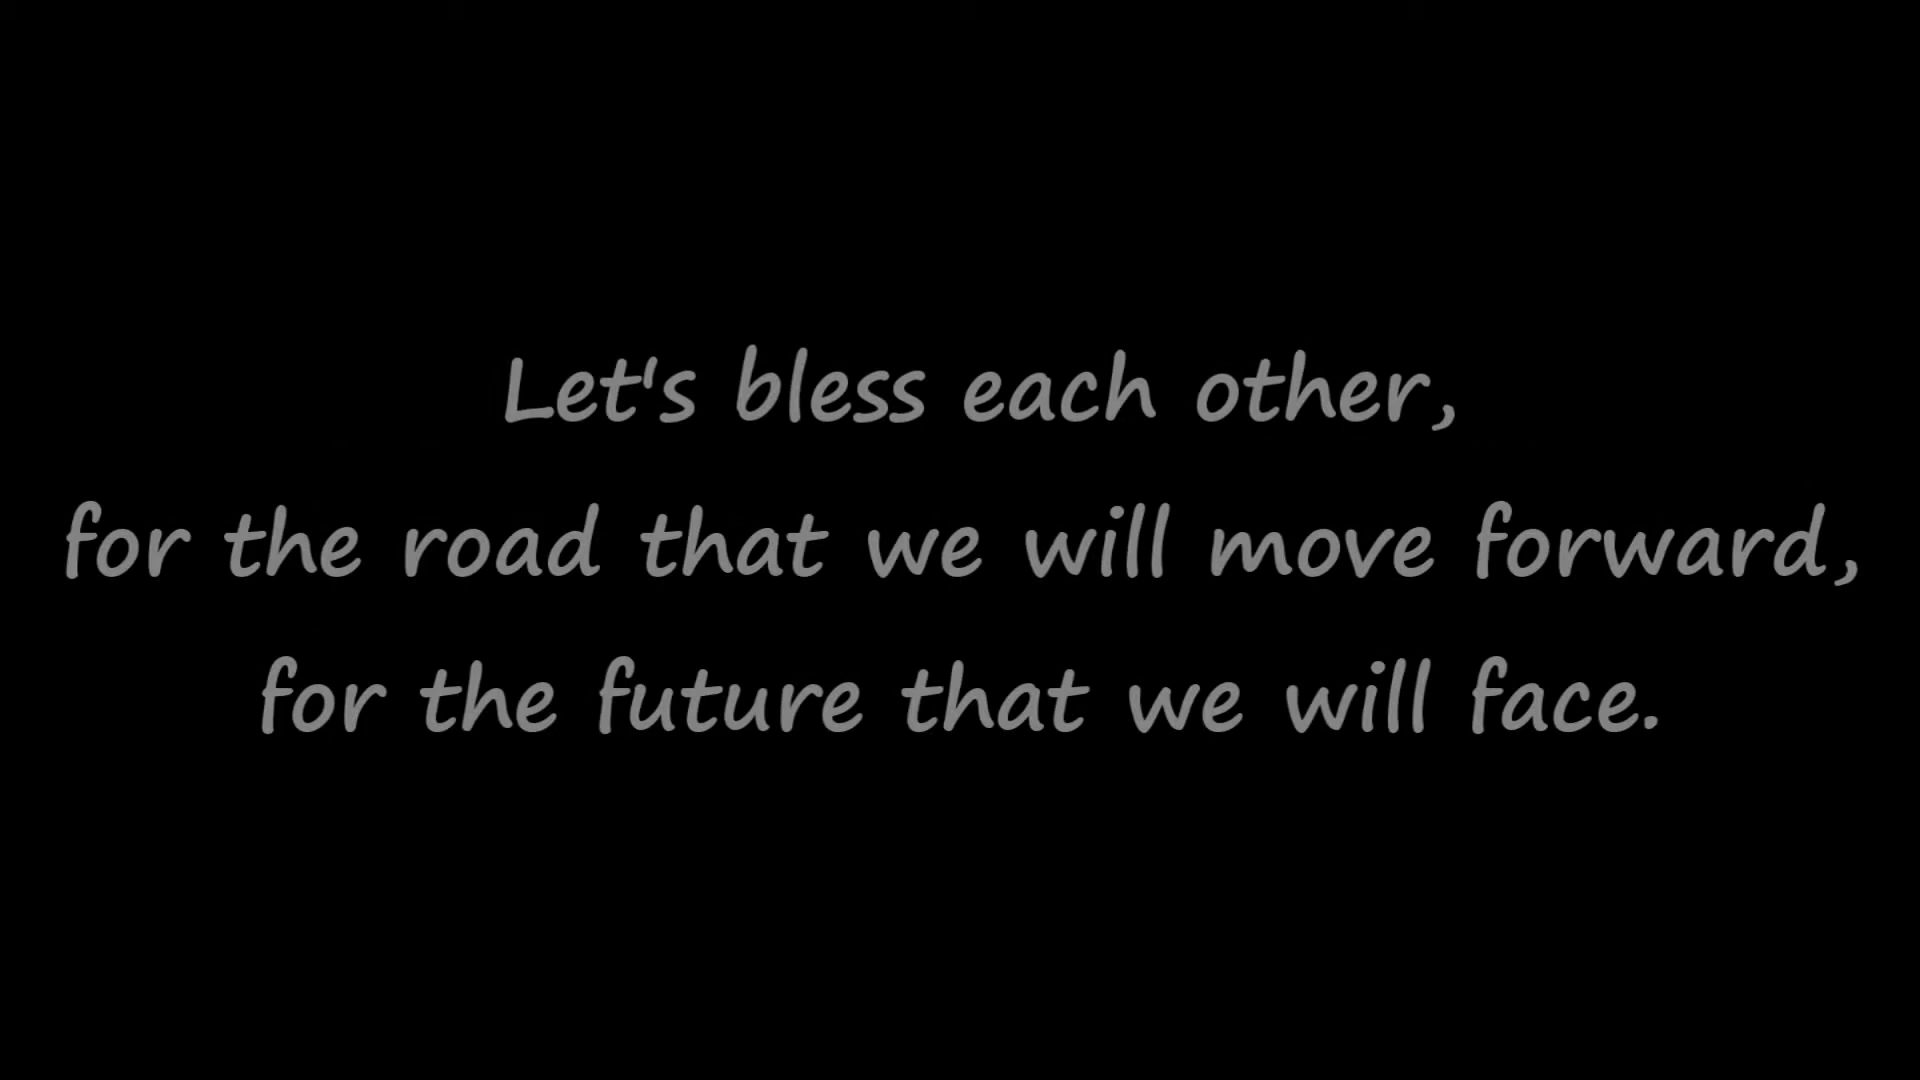 Let's bless each other,
for the road that we will move forward,
for the future that we will face.